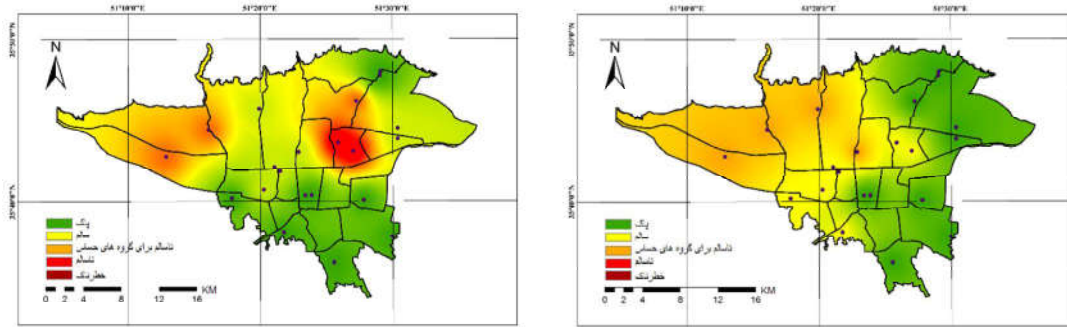 51°10'0"E 51°20'0"E 51°30'0"E
N
پاک
سالم
ناسالم برای گروه های حساس
ناسالم
خطرناک
0 2 4 8 12 16 KM
51°10'0"E 51°20'0"E 51°30'0"E
N
پاک
سالم
ناسالم برای گروه های حساس
ناسالم
خطرناک
0 2 4 8 12 16 KM